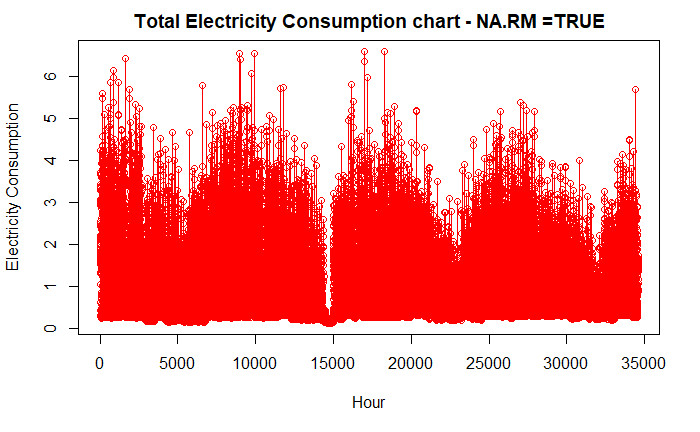 Total Electricity Consumption chart - NA.RM =TRUE
Electricity Consumption
6
5
4
3
2
1
0
0 5000 10000 15000 20000 25000 30000 35000
Hour